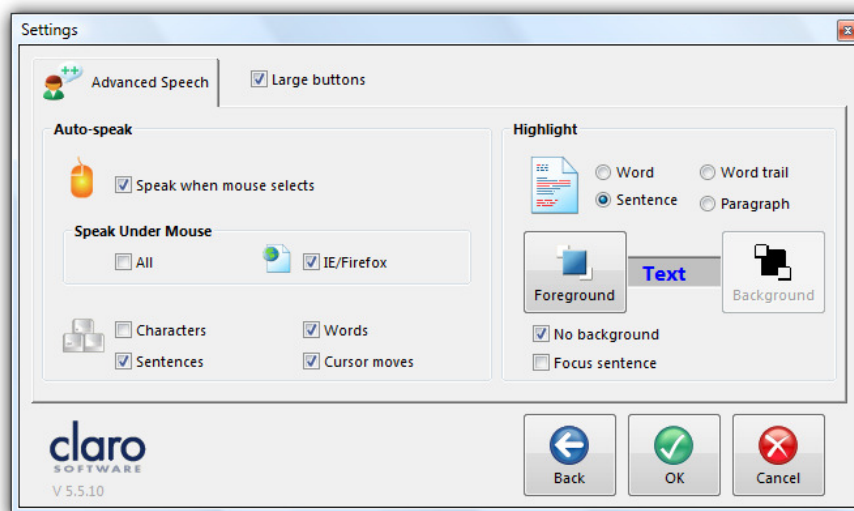 Settings
Advanced Speech
Large buttons
Auto-speak
Speak when mouse selects
Speak Under Mouse
All
IE/Firefox
Characters
Words
Sentences
Cursor moves
Highlight
Word
Word trail
Sentence
Paragraph
Text
Foreground
Background
No background
Focus sentence
claro
SOFTWARE
V 5.5.10
Back
OK
Cancel